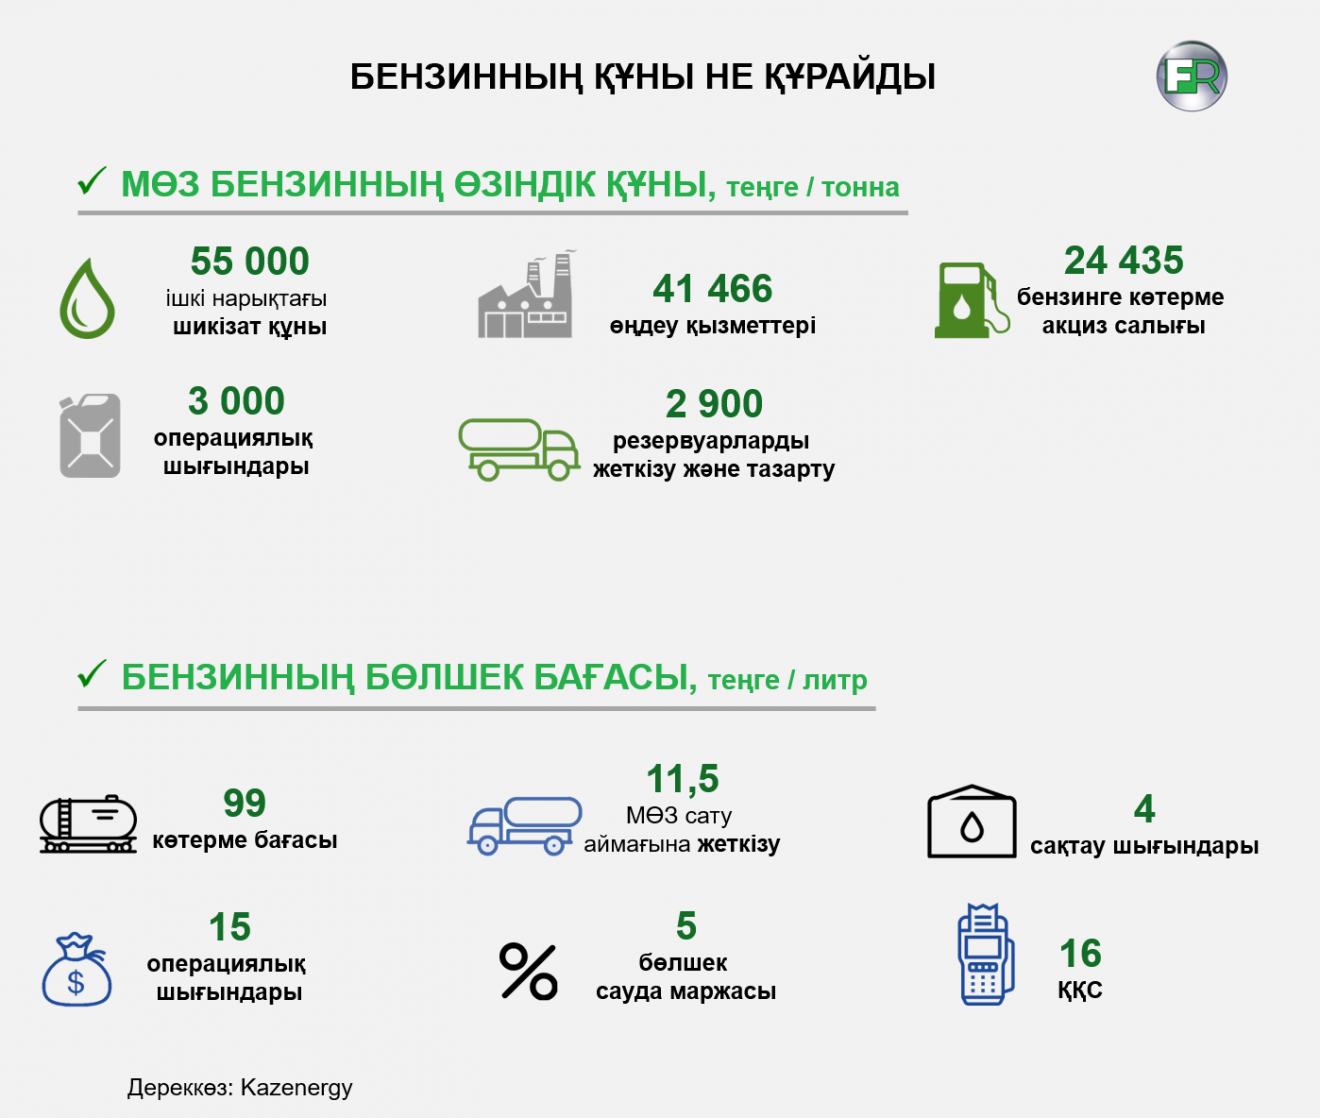 БЕНЗИННЫҢ ҚҰНЫ НЕ ҚҰРАЙДЫ
FR
МӨЗ БЕНЗИННЫҢ ӨЗІНДІК ҚҰНЫ, теңге / тонна
55 000
ішкі нарықтағы
шикізат құны
41 466
өңдеу қызметтері
24 435
бензинге көтерме
акциз салығы
3 000
операциялық
шығындары
2 900
резервуарларды
жеткізу және тазарту
БЕНЗИННЫҢ БӨЛШЕК БАҒАСЫ, теңге / литр
99
көтерме бағасы
11,5
МӨЗ сату
аймағына жеткізу
4
сақтау шығындары
$
15
операциялық
шығындары
%
5
бөлшек
сауда маржасы
16
ҚҚС
Дереккөз: Kazenergy